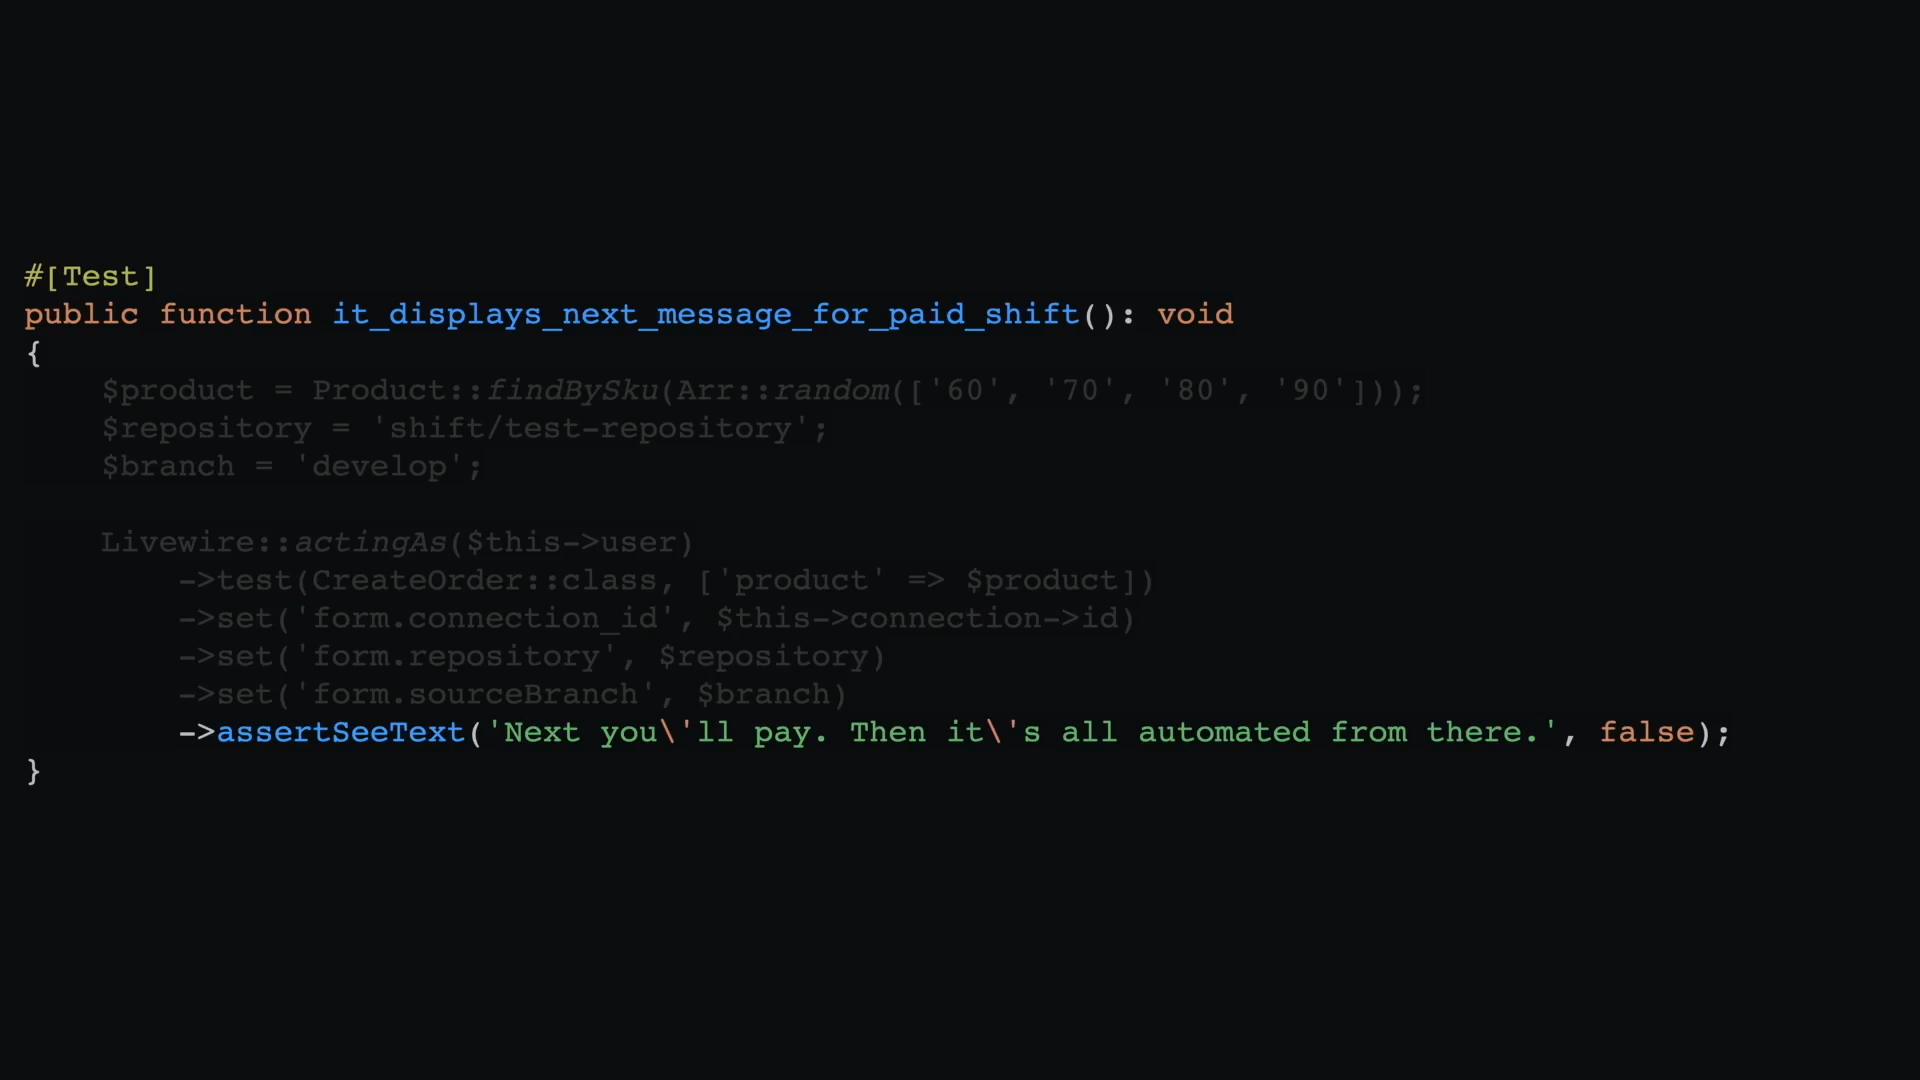 #[Test]
public function it_displays_next_message_for_paid_shift(): void
{
    $product = Product::findBySku(Arr::random(['60', '70', '80', '90']));
    $repository = 'shift/test-repository';
    $branch = 'develop';

    Livewire::actingAs($this->user)
        ->test(CreateOrder::class, ['product' => $product])
        ->set('form.connection_id', $this->connection->id)
        ->set('form.repository', $repository)
        ->set('form.sourceBranch', $branch)
        ->assertSeeText('Next you\'ll pay. Then it\'s all automated from there.', false);
}